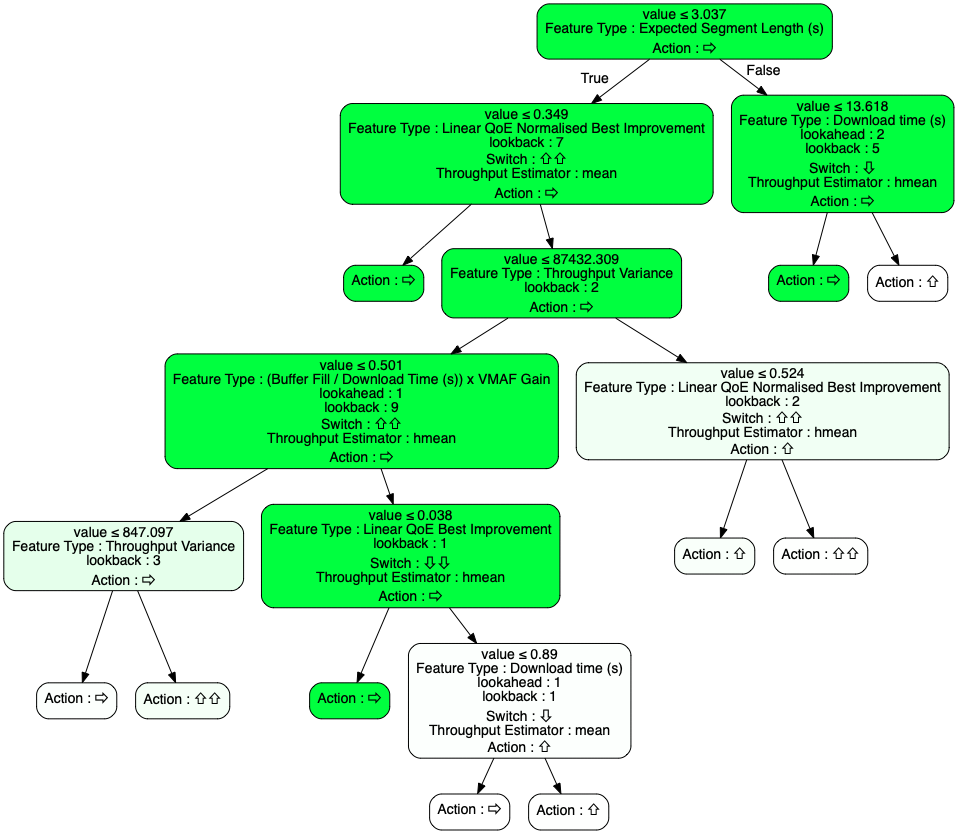 value ≤ 3.037
Feature Type : Expected Segment Length (s)
Action : ⇨
True
False
value ≤ 0.349
Feature Type : Linear QoE Normalised Best Improvement
lookback : 7
Switch : ⇧⇧
Throughput Estimator : mean
Action : ⇨
value ≤ 13.618
Feature Type : Download time (s)
lookahead : 2
lookback : 5
Switch : ⇩
Throughput Estimator : hmean
Action : ⇨
Action : ⇨
value ≤ 87432.309
Feature Type : Throughput Variance
lookback : 2
Action : ⇨
Action : ⇨
Action : ⇧
value ≤ 0.501
Feature Type : (Buffer Fill / Download Time (s)) x VMAF Gain
lookahead : 1
lookback : 9
Switch : ⇧⇧
Throughput Estimator : hmean
Action : ⇨
value ≤ 0.524
Feature Type : Linear QoE Normalised Best Improvement
lookback : 2
Switch : ⇧⇧
Throughput Estimator : hmean
Action : ⇧
value ≤ 847.097
Feature Type : Throughput Variance
lookback : 3
Action : ⇨
value ≤ 0.038
Feature Type : Linear QoE Best Improvement
lookback : 1
Switch : ⇩⇩
Throughput Estimator : hmean
Action : ⇨
Action : ⇧
Action : ⇧⇧
Action : ⇨
Action : ⇧⇧
Action : ⇨
value ≤ 0.89
Feature Type : Download time (s)
lookahead : 1
lookback : 1
Switch : ⇩
Throughput Estimator : mean
Action : ⇧
Action : ⇨
Action : ⇧